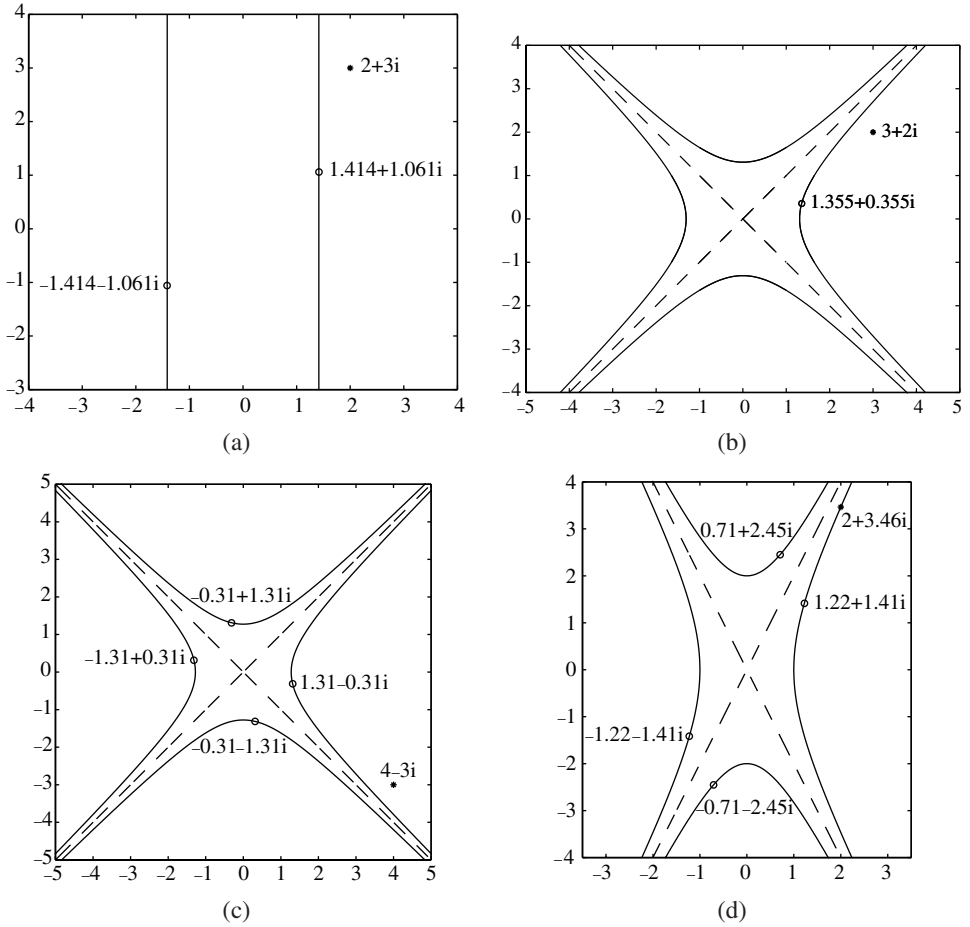 4
3
2+3i
2
1
1.414+1.061i
0
−1
−1.414−1.061i
−2
−3
−4 −3 −2 −1 0 1 2 3 4
(a)
4
3
2
3+2i
1
1.355+0.355i
0
−1
−2
−3
−4
−5 −4 −3 −2 −1 0 1 2 3 4 5
(b)
5
4
3
2
−0.31+1.31i
1
−1.31+0.31i
0
1.31−0.31i
−1
−2
−0.31−1.31i
4−3i
−3
−4
−5
−5 −4 −3 −2 −1 0 1 2 3 4 5
(c)
4
0.71+2.45i
2+3.46i
3
2
1.22+1.41i
1
0
−1
−1.22−1.41i
−2
−3
−0.71−2.45i
−4
−3 −2 −1 0 1 2 3
(d)